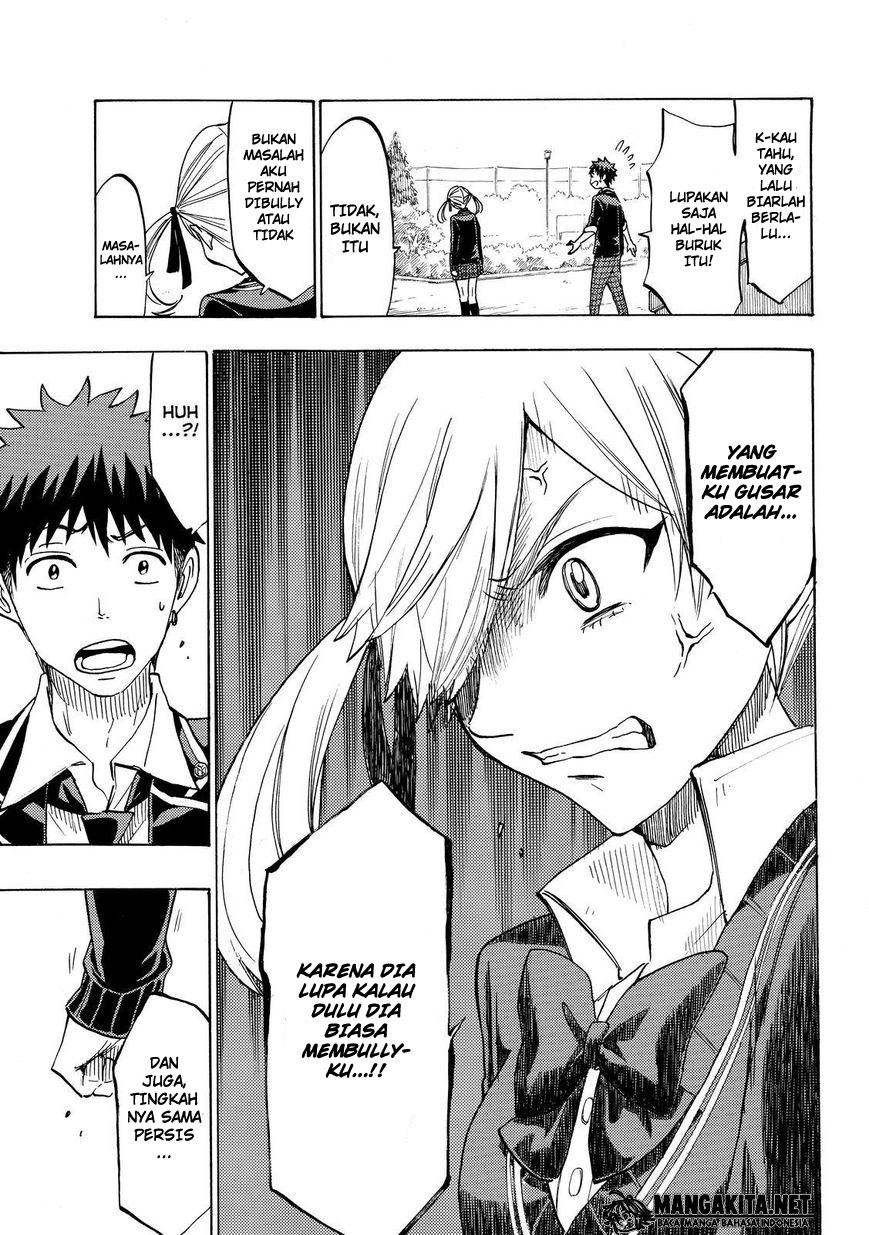 K-KAU
TAHU,
YANG
LALU
BIARLAH
BERLA-
LU...
LUPAKAN
SAJA
HAL-HAL
BURUK
ITU!
TIDAK,
BUKAN
ITU
BUKAN
MASALAH
AKU
PERNAH
DIBULLY
ATAU
TIDAK
MASA-
LAHNYA
...
YANG
MEMBUAT-
KU GUSAR
ADALAH...
KARENA DIA
LUPA KALAU
DULU DIA
BIASA
MEMBULLY-
KU...!!
HUH
...?!
DAN
JUGA,
TINGKAH
NYA SAMA
PERSIS
...
MANGAKITA.NET
BACA MANGA BAHASA INDONESIA